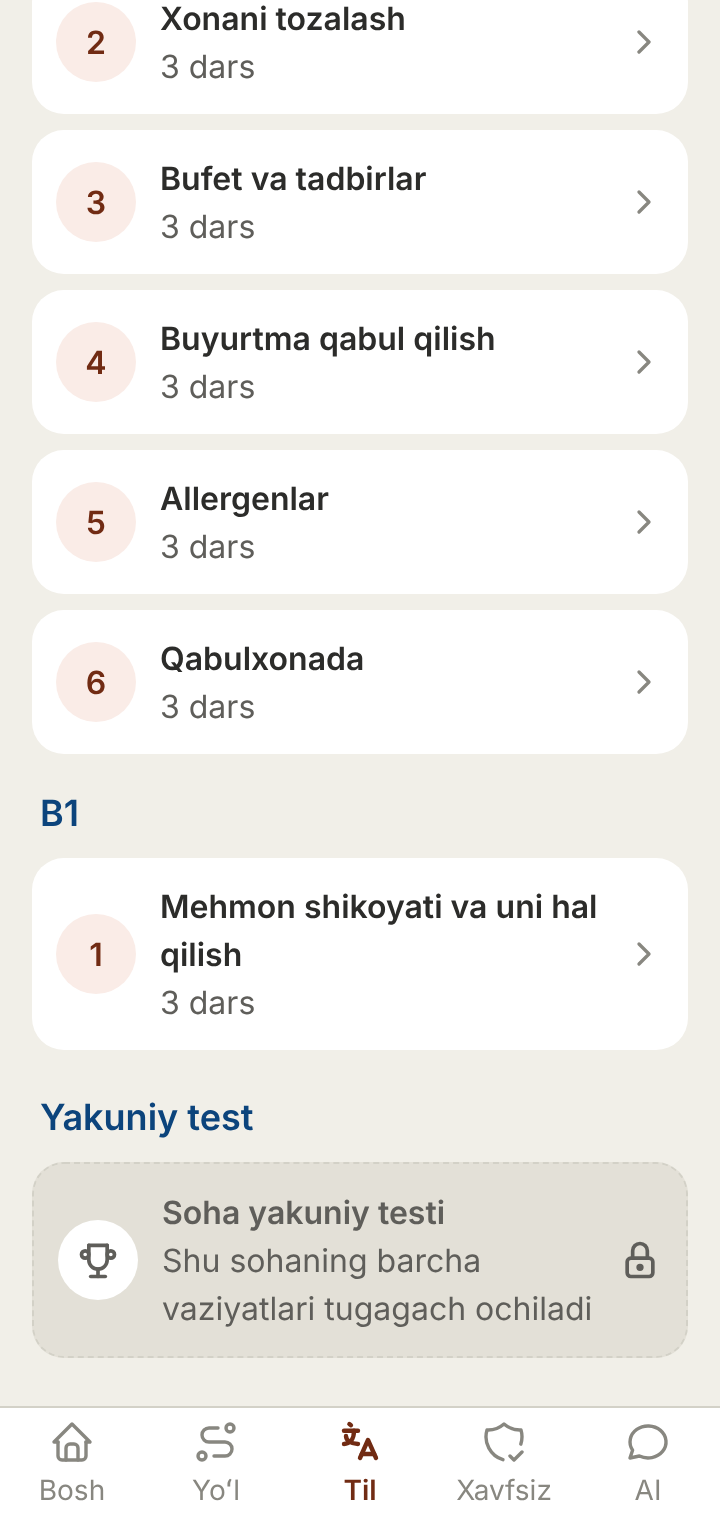 2
Xonani tozalash
3 dars
3
Bufet va tadbirlar
3 dars
4
Buyurtma qabul qilish
3 dars
5
Allergenlar
3 dars
6
Qabulxonada
3 dars
B1
1
Mehmon shikoyati va uni hal
qilish
3 dars
Yakuniy test
Soha yakuniy testi
Shu sohaning barcha
vaziyatlari tugagach ochiladi
Bosh
Yoʻl
Til
Xavfsiz
AI